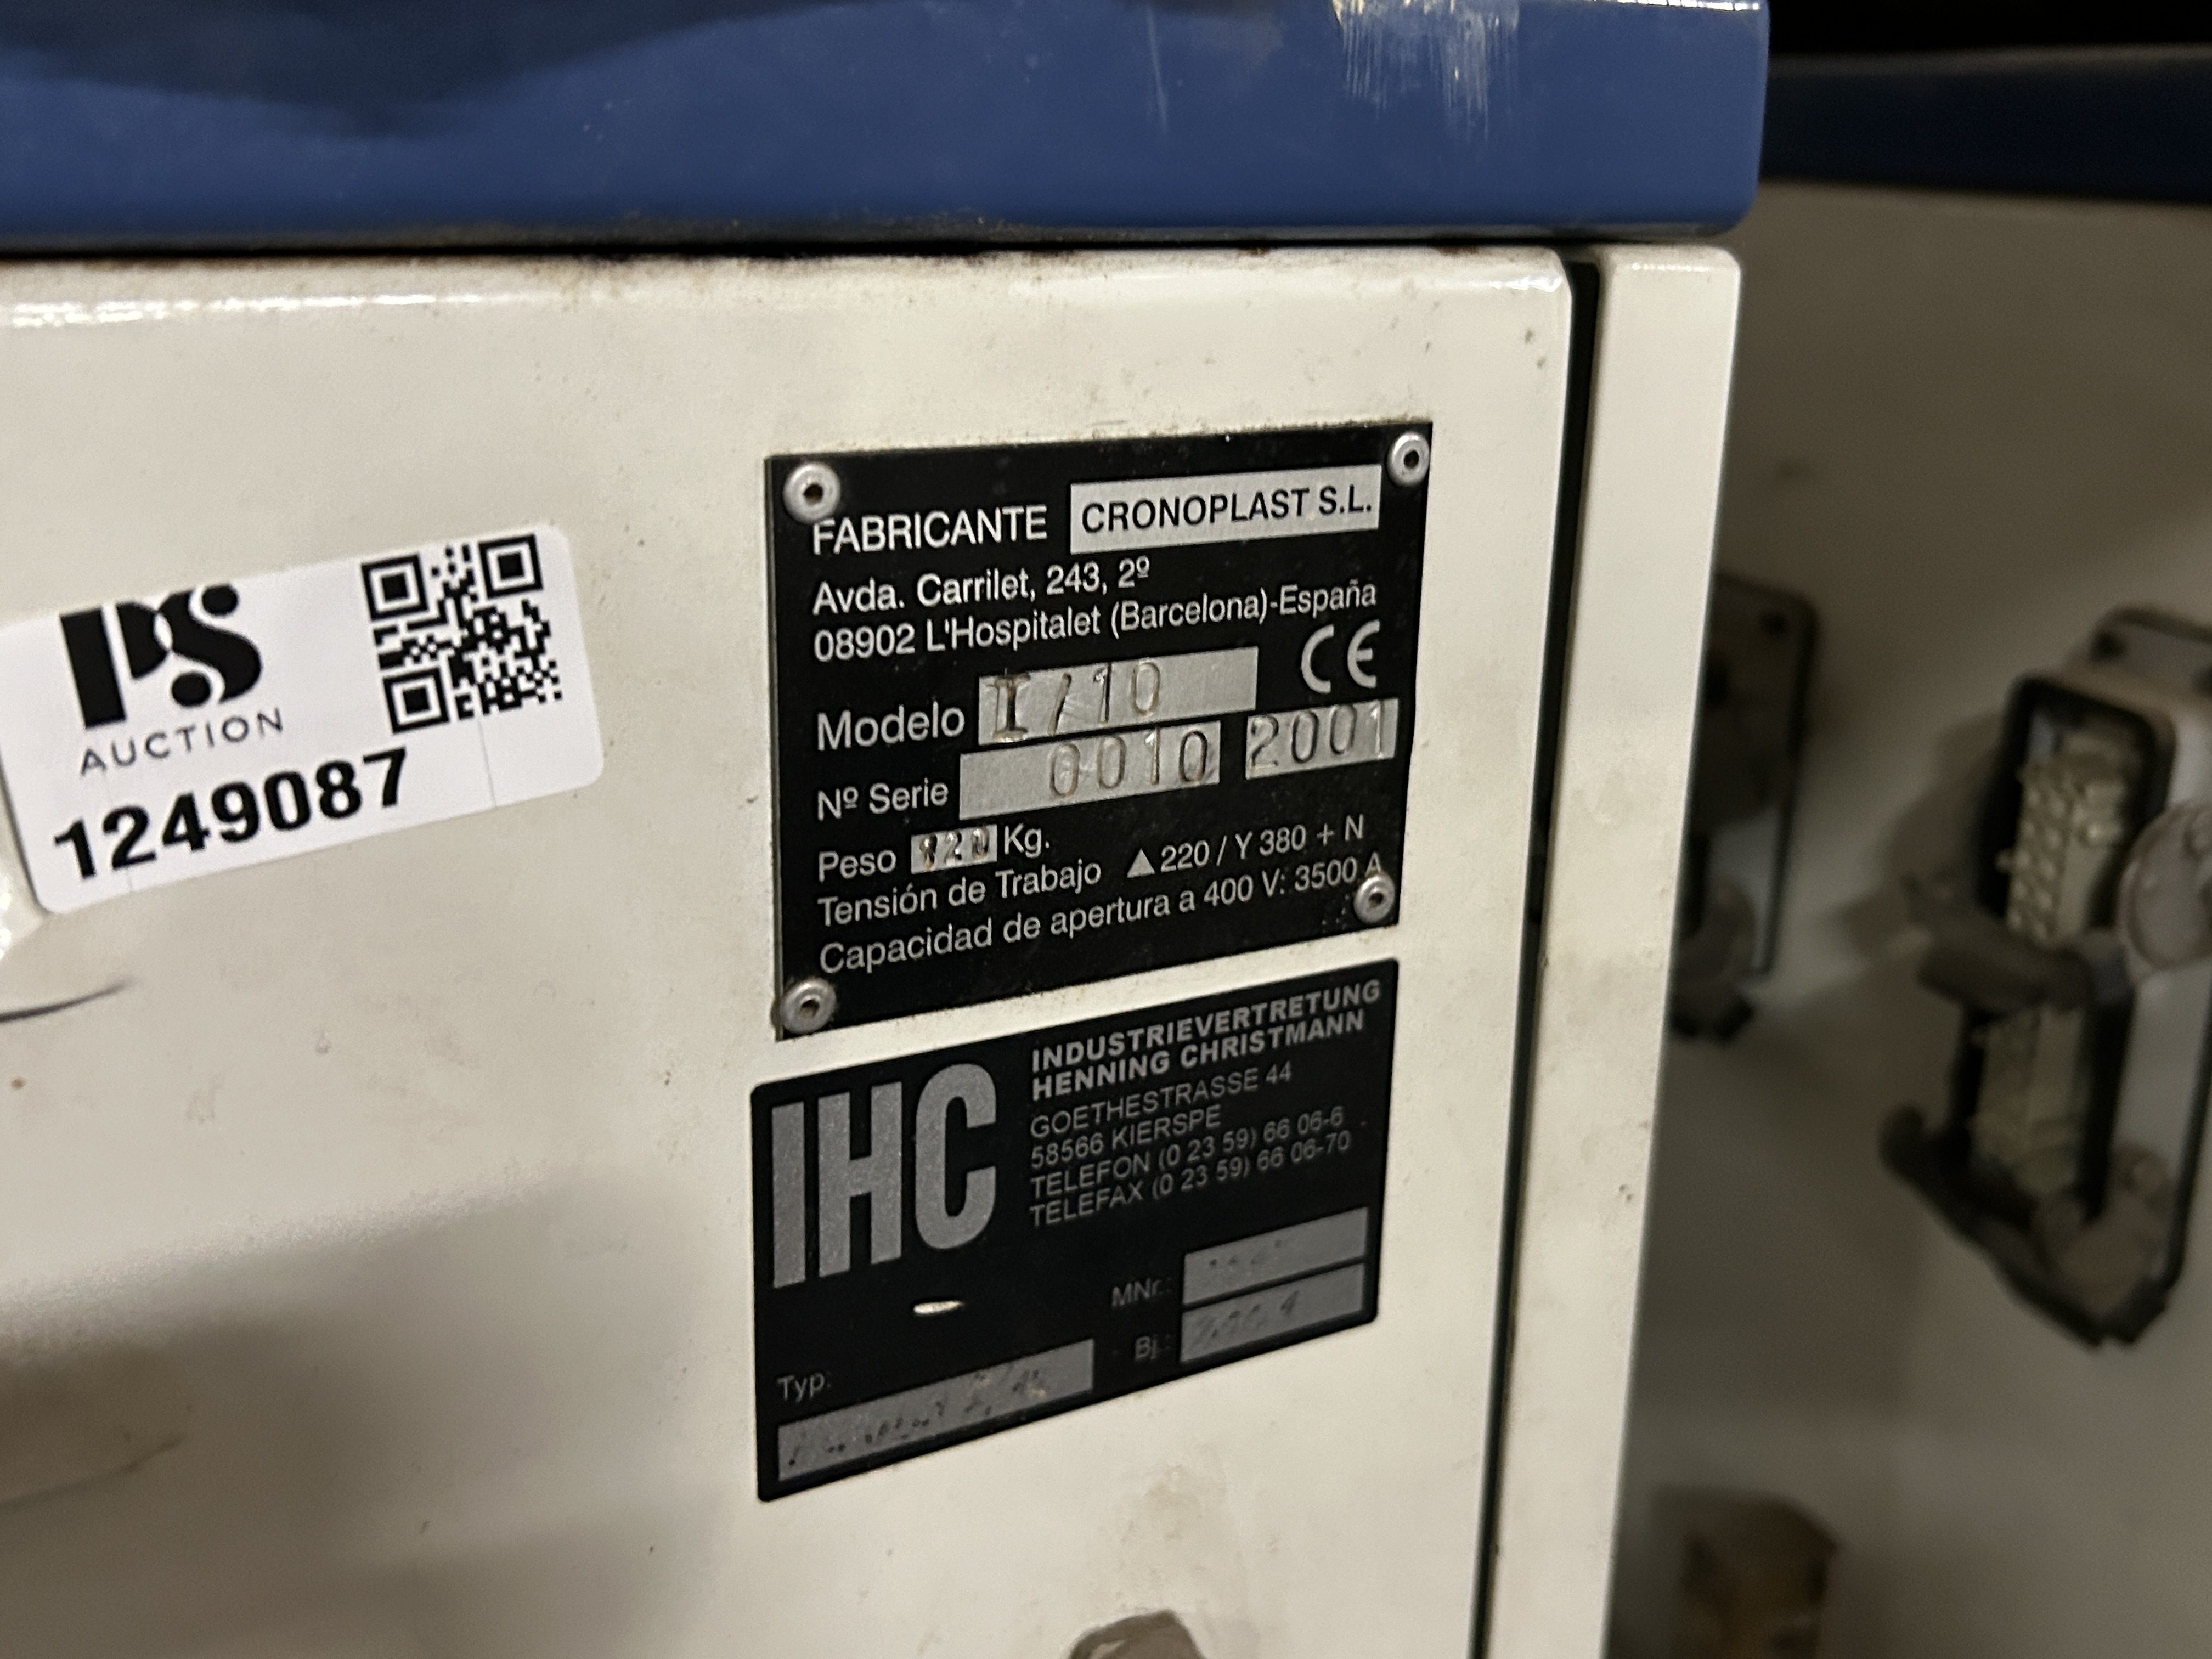 PS
AUCTION
1249087
FABRICANTE CRONOPLAST S.L.
Avda. Carrilet, 243, 2º
08902 L'Hospitalet (Barcelona)-España
CE
Modelo I/10
Nº Serie 0010 2001
Peso Kg.
Tensión de Trabajo ▲220 / Y 380 + N
Capacidad de apertura a 400 V: 3500 A
IHC
INDUSTRIEVERTRETUNG
HENNING CHRISTMANN
GOETHESTRASSE 44
58566 KIERSPE
TELEFON (0 23 59) 66 06-6
TELEFAX (0 23 59) 66 06-70
MNr.:
Bj.:
Typ: